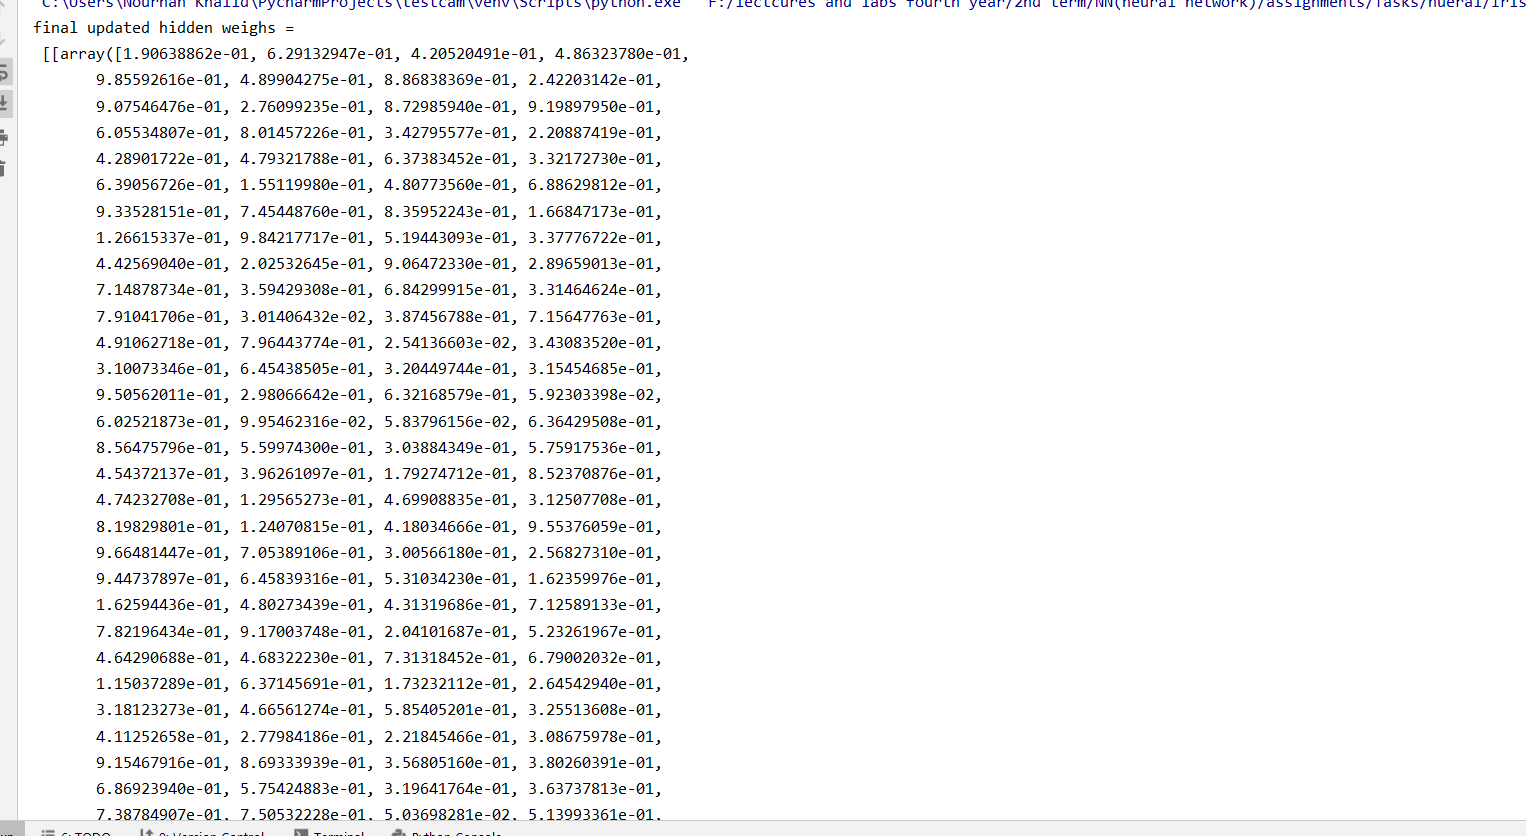 C:\Users\Nourhan Khalid\PycharmProjects\testcam\venv\Scripts\python.exe" "F:/lectcures and labs fourth year/2nd term/NN(neural network)/assignments/Tasks/nueral/iris
final updated hidden weighs =
[[array([1.90638862e-01, 6.29132947e-01, 4.20520491e-01, 4.86323780e-01,
9.85592616e-01, 4.89904275e-01, 8.86838369e-01, 2.42203142e-01,
9.07546476e-01, 2.76099235e-01, 8.72985940e-01, 9.19897950e-01,
6.05534807e-01, 8.01457226e-01, 3.42795577e-01, 2.20887419e-01,
4.28901722e-01, 4.79321788e-01, 6.37383452e-01, 3.32172730e-01,
6.39056726e-01, 1.55119980e-01, 4.80773560e-01, 6.88629812e-01,
9.33528151e-01, 7.45448760e-01, 8.35952243e-01, 1.66847173e-01,
1.26615337e-01, 9.84217717e-01, 5.19443093e-01, 3.37776722e-01,
4.42569040e-01, 2.02532645e-01, 9.06472330e-01, 2.89659013e-01,
7.14878734e-01, 3.59429308e-01, 6.84299915e-01, 3.31464624e-01,
7.91041706e-01, 3.01406432e-02, 3.87456788e-01, 7.15647763e-01,
4.91062718e-01, 7.96443774e-01, 2.54136603e-02, 3.43083520e-01,
3.10073346e-01, 6.45438505e-01, 3.20449744e-01, 3.15454685e-01,
9.50562011e-01, 2.98066642e-01, 6.32168579e-01, 5.92303398e-02,
6.02521873e-01, 9.95462316e-02, 5.83796156e-02, 6.36429508e-01,
8.56475796e-01, 5.59974300e-01, 3.03884349e-01, 5.75917536e-01,
4.54372137e-01, 3.96261097e-01, 1.79274712e-01, 8.52370876e-01,
4.74232708e-01, 1.29565273e-01, 4.69908835e-01, 3.12507708e-01,
8.19829801e-01, 1.24070815e-01, 4.18034666e-01, 9.55376059e-01,
9.66481447e-01, 7.05389106e-01, 3.00566180e-01, 2.56827310e-01,
9.44737897e-01, 6.45839316e-01, 5.31034230e-01, 1.62359976e-01,
1.62594436e-01, 4.80273439e-01, 4.31319686e-01, 7.12589133e-01,
7.82196434e-01, 9.17003748e-01, 2.04101687e-01, 5.23261967e-01,
4.64290688e-01, 4.68322230e-01, 7.31318452e-01, 6.79002032e-01,
1.15037289e-01, 6.37145691e-01, 1.73232112e-01, 2.64542940e-01,
3.18123273e-01, 4.66561274e-01, 5.85405201e-01, 3.25513608e-01,
4.11252658e-01, 2.77984186e-01, 2.21845466e-01, 3.08675978e-01,
9.15467916e-01, 8.69333939e-01, 3.56805160e-01, 3.80260391e-01,
6.86923940e-01, 5.75424883e-01, 3.19641764e-01, 3.63737813e-01,
7.38784907e-01, 7.50532228e-01, 5.03698281e-02, 5.13993361e-01,
6: TODO 9: Version Control Terminal Python Console